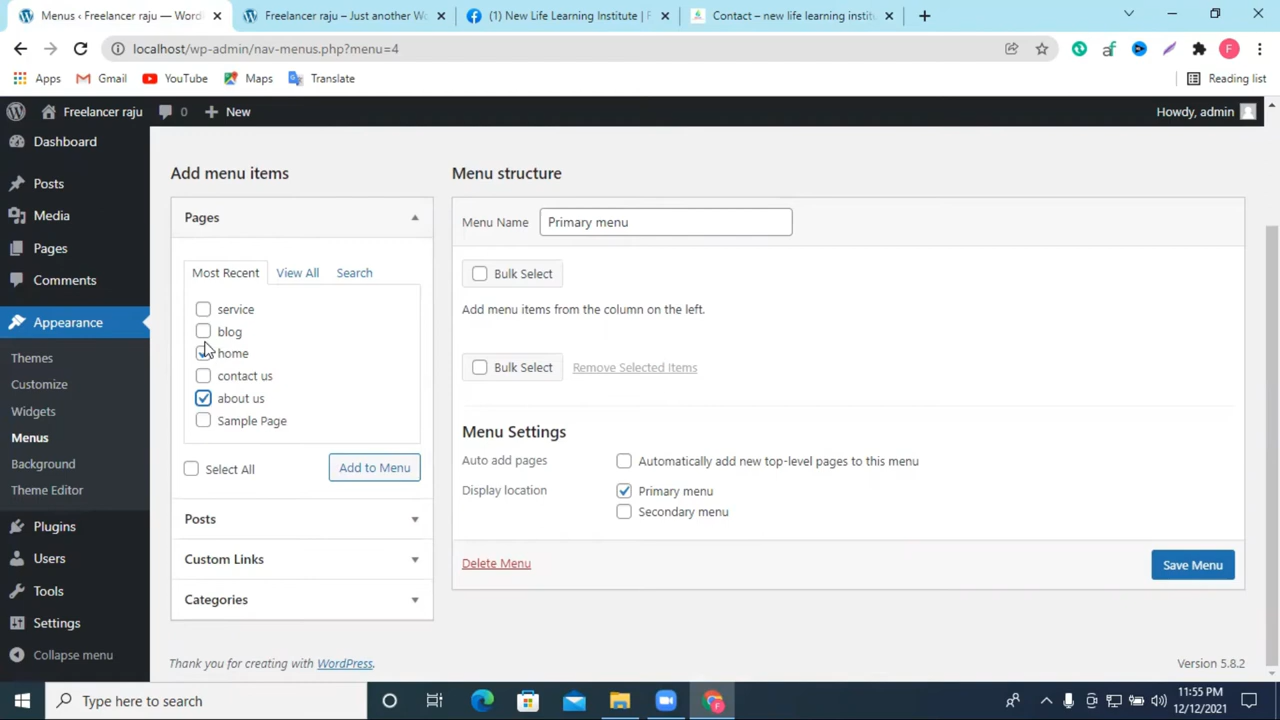 Freelancer raju — WordP
Freelancer raju – Just another W
(1) New Life Learning Institute | F
Contact – new life learning instit
localhost/wp-admin/nav-menus.php?menu=4
F
Apps
Gmail
YouTube
Maps
Translate
Reading list
Freelancer raju
0
New
Howdy, admin
Dashboard
Posts
Media
Pages
Comments
Appearance
Themes
Customize
Widgets
Menus
Background
Theme Editor
Plugins
Users
Tools
Settings
Collapse menu
Add menu items
Pages
Most Recent
View All
Search
service
blog
home
contact us
about us
Sample Page
Select All
Add to Menu
Posts
Custom Links
Categories
Menu structure
Menu Name
Primary menu
Bulk Select
Add menu items from the column on the left.
Bulk Select
Remove Selected Items
Menu Settings
Auto add pages
Automatically add new top-level pages to this menu
Display location
Primary menu
Secondary menu
Delete Menu
Save Menu
Thank you for creating with WordPress.
Version 5.8.2
Type here to search
11:55 PM
12/12/2021